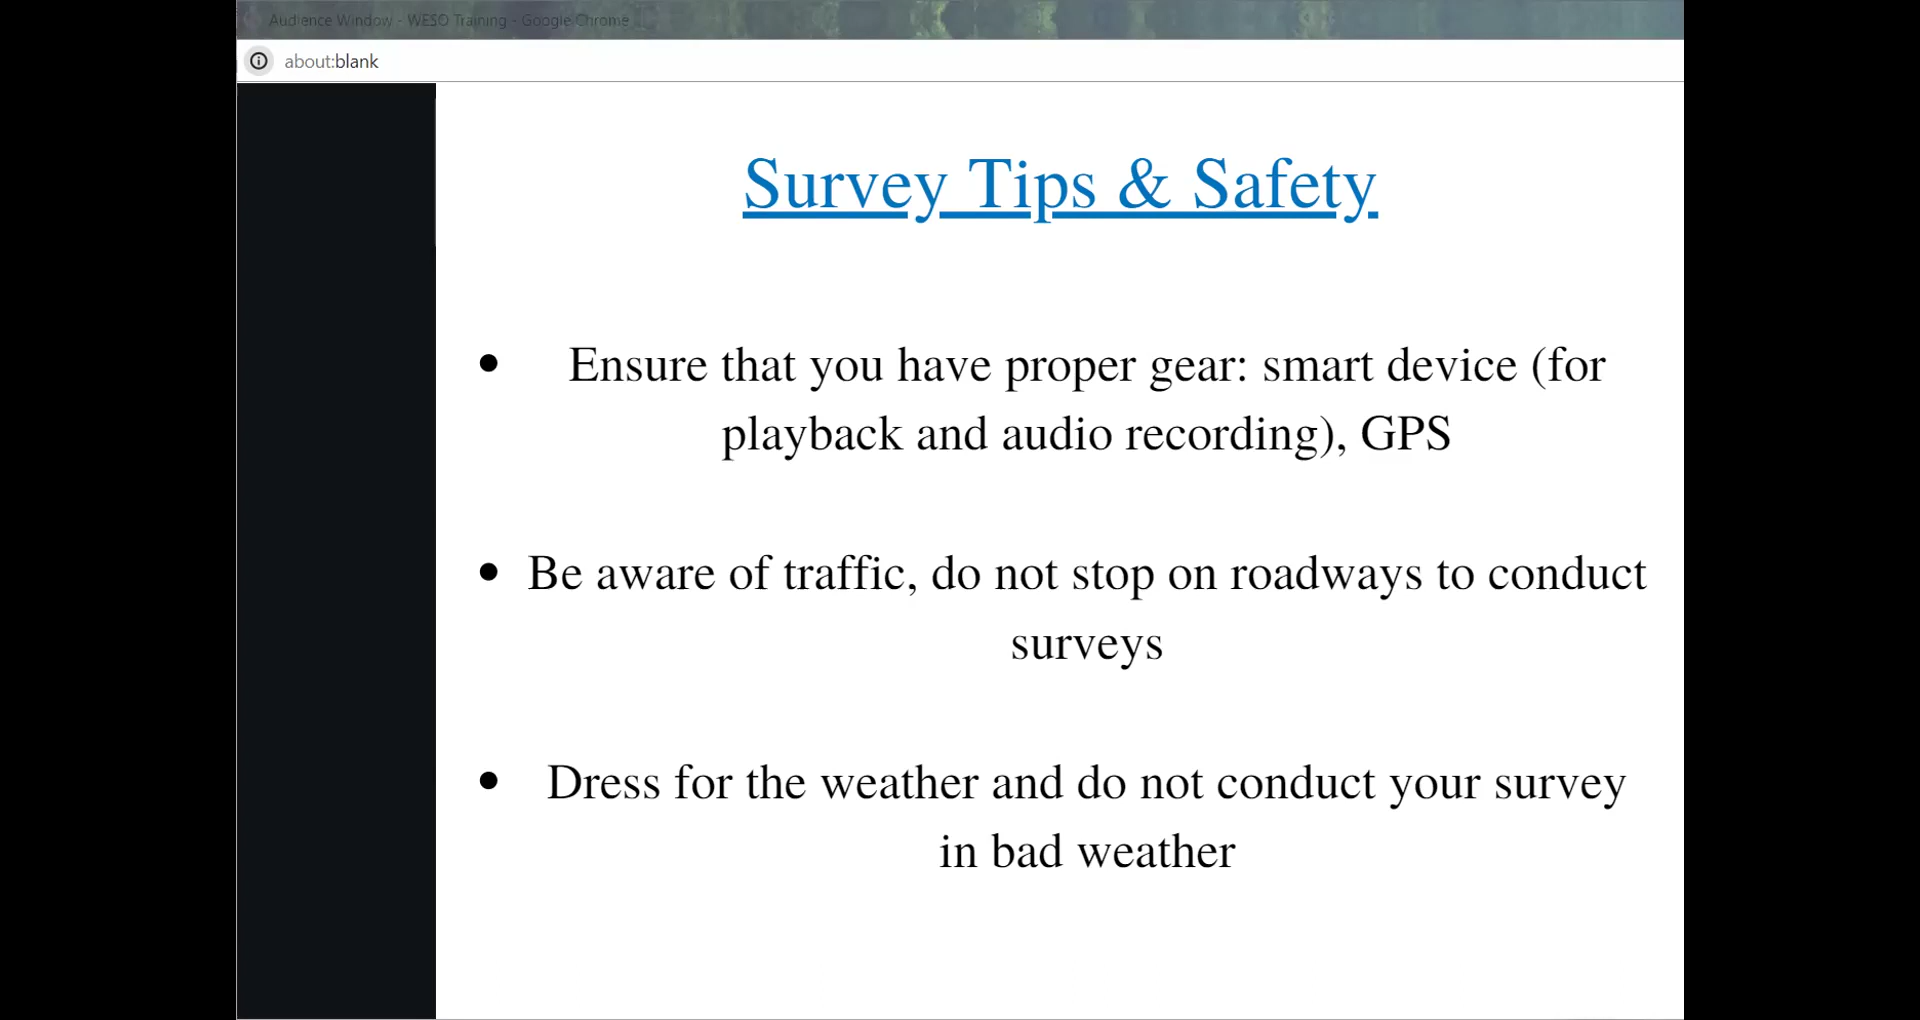 Audience Window - WESO Training - Google Chrome
about:blank
Survey Tips & Safety
• Ensure that you have proper gear: smart device (for
playback and audio recording), GPS
• Be aware of traffic, do not stop on roadways to conduct
surveys
• Dress for the weather and do not conduct your survey
in bad weather